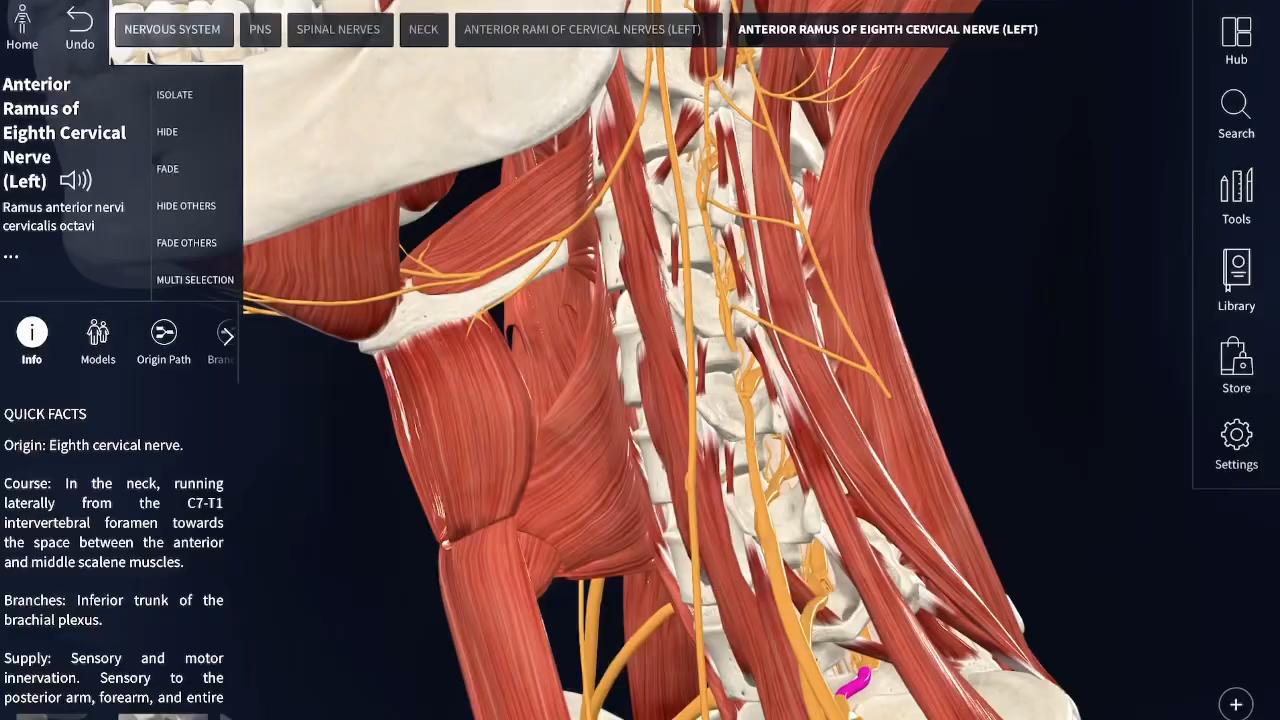 Home
Undo
NERVOUS SYSTEM
PNS
SPINAL NERVES
NECK
ANTERIOR RAMI OF CERVICAL NERVES (LEFT)
ANTERIOR RAMUS OF EIGHTH CERVICAL NERVE (LEFT)
Anterior
Ramus of
Eighth Cervical
Nerve
(Left)
Ramus anterior nervi
cervicalis octavi
...
ISOLATE
HIDE
FADE
HIDE OTHERS
FADE OTHERS
MULTI SELECTION
Info
Models
Origin Path
QUICK FACTS
Origin: Eighth cervical nerve.
Course: In the neck, running
laterally from the C7-T1
intervertebral foramen towards
the space between the anterior
and middle scalene muscles.
Branches: Inferior trunk of the
brachial plexus.
Supply: Sensory and motor
innervation. Sensory to the
posterior arm, forearm, and entire
Hub
Search
Tools
Library
Store
Settings